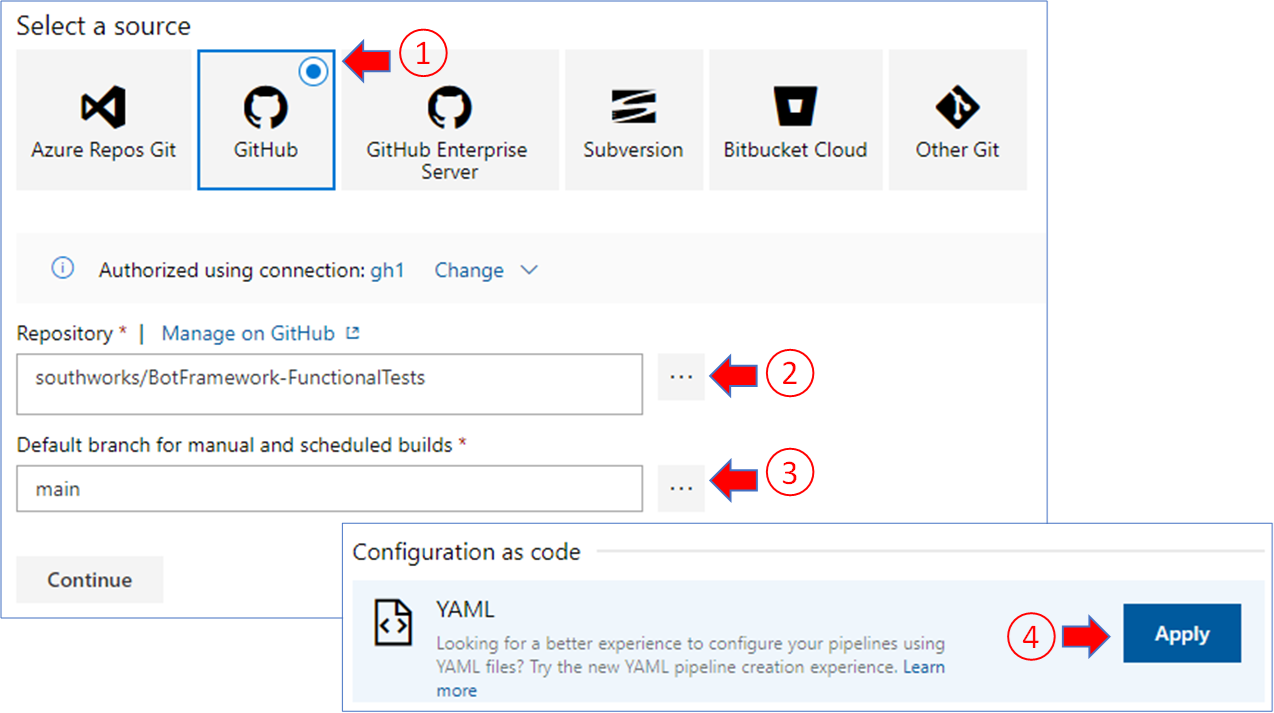 Select a source
1
Azure Repos Git
GitHub
GitHub Enterprise
Server
Subversion
Bitbucket Cloud
Other Git
Authorized using connection: gh1 Change
Repository * | Manage on GitHub
southworks/BotFramework-FunctionalTests
...
2
Default branch for manual and scheduled builds *
main
...
3
Continue
Configuration as code
YAML
Looking for a better experience to configure your pipelines using
YAML files? Try the new YAML pipeline creation experience. Learn
more
4
Apply